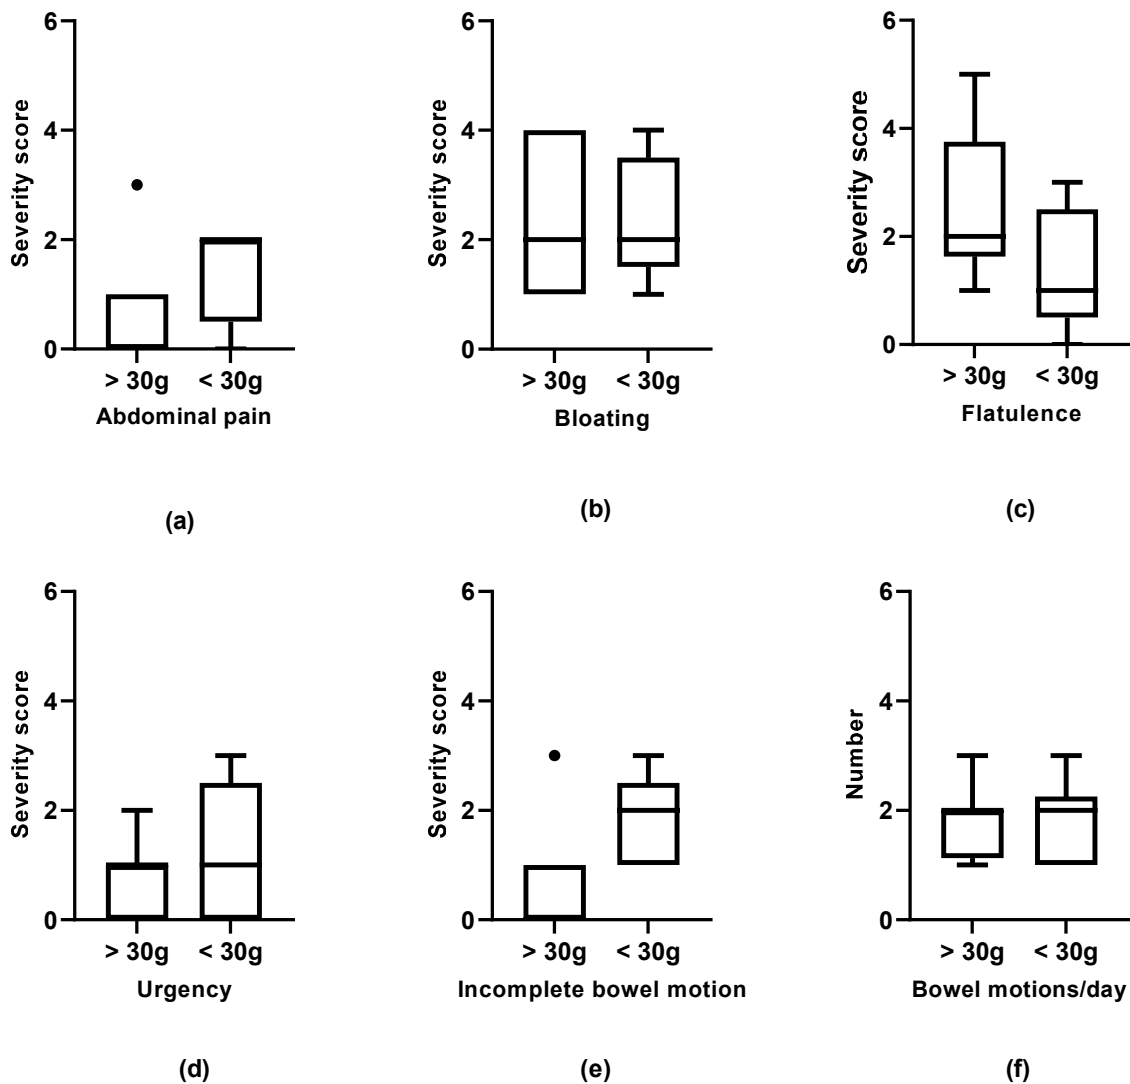 6
4
2
0
Severity score
> 30g < 30g
Abdominal pain
(a)
6
4
2
0
Severity score
> 30g < 30g
Bloating
(b)
6
4
2
0
Severity score
> 30g < 30g
Flatulence
(c)
6
4
2
0
Severity score
> 30g < 30g
Urgency
(d)
6
4
2
0
Severity score
> 30g < 30g
Incomplete bowel motion
(e)
6
4
2
0
Number
> 30g < 30g
Bowel motions/day
(f)